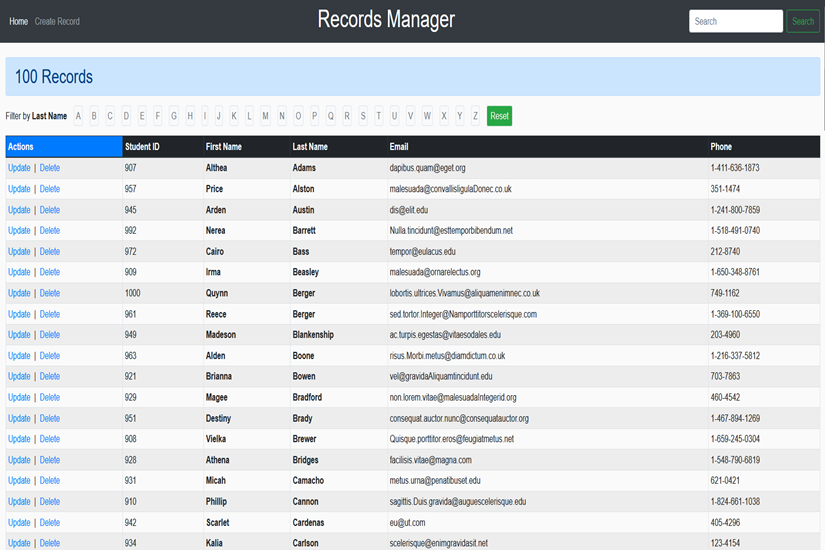 Home Create Record Records Manager Search Search
100 Records
Filter by Last Name A B C D E F G H I J K L M N O P Q R S T U V W X Y Z Reset
Actions Student ID First Name Last Name Email Phone
Update | Delete 907 Althea Adams dapibus.quam@eget.org 1-411-636-1873
Update | Delete 957 Price Alston malesuada@convallisligulaDonec.co.uk 351-1474
Update | Delete 945 Arden Austin dis@elit.edu 1-241-800-7859
Update | Delete 992 Nerea Barrett Nulla.tincidunt@esttemporbibendum.net 1-518-491-0740
Update | Delete 972 Cairo Bass tempor@eulacus.edu 212-8740
Update | Delete 909 Irma Beasley malesuada@ornarelectus.org 1-650-348-8761
Update | Delete 1000 Quynn Berger lobortis.ultrices.Vivamus@aliquamenimnec.co.uk 749-1162
Update | Delete 961 Reece Berger sed.tortor.Integer@Namporttitorscelerisque.com 1-369-100-6550
Update | Delete 949 Madeson Blankenship ac.turpis.egestas@vitaesodales.edu 203-4960
Update | Delete 963 Alden Boone risus.Morbi.metus@diamdictum.co.uk 1-216-337-5812
Update | Delete 921 Brianna Bowen vel@gravidaAliquamtincidunt.edu 703-7863
Update | Delete 929 Magee Bradford non.lorem.vitae@malesuadaIntegerid.org 460-4542
Update | Delete 951 Destiny Brady consequat.auctor.nunc@consequatauctor.org 1-467-894-1269
Update | Delete 908 Vielka Brewer Quisque.porttitor.eros@feugiatmetus.net 1-659-245-0304
Update | Delete 928 Athena Bridges facilisis.vitae@magna.com 1-548-790-6819
Update | Delete 931 Micah Camacho metus.urna@penatibuset.edu 621-0421
Update | Delete 910 Phillip Cannon sagittis.Duis.gravida@auguescelerisque.edu 1-824-661-1038
Update | Delete 942 Scarlet Cardenas eu@ut.com 405-4296
Update | Delete 934 Kalia Carlson scelerisque@enimgravidasit.net 123-4154